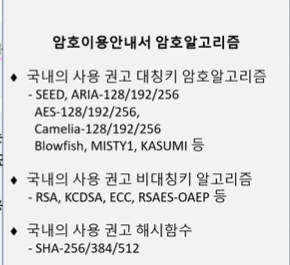 암호이용안내서 암호알고리즘
♦ 국내외 사용 권고 대칭키 암호알고리즘
- SEED, ARIA-128/192/256
AES-128/192/256,
Camelia-128/192/256
Blowfish, MISTY1, KASUMI 등
♦ 국내외 사용 권고 비대칭키 알고리즘
- RSA, KCDSA, ECC, RSAES-OAEP 등
♦ 국내외 사용 권고 해시함수
- SHA-256/384/512